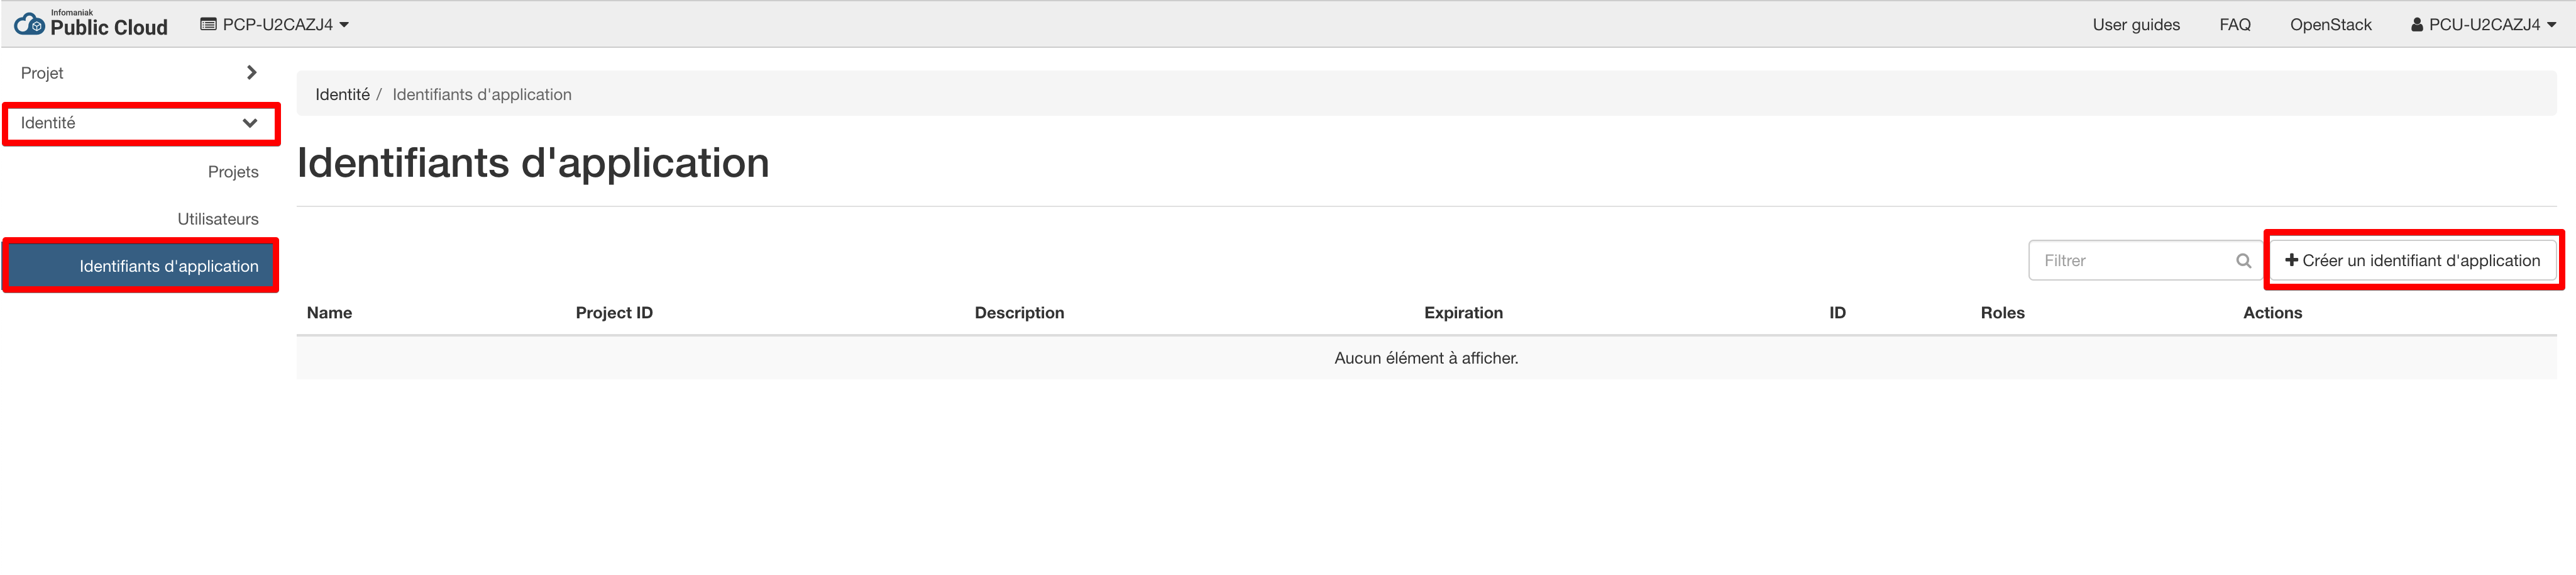 Infomaniak
Public Cloud
PCP-U2CAZJ4
User guides
FAQ
OpenStack
PCU-U2CAZJ4
Projet
Identité
Projets
Utilisateurs
Identifiants d'application
Identité / Identifiants d'application
Identifiants d'application
Filtrer
Créer un identifiant d'application
Name Project ID Description Expiration ID Roles Actions
Aucun élément à afficher.